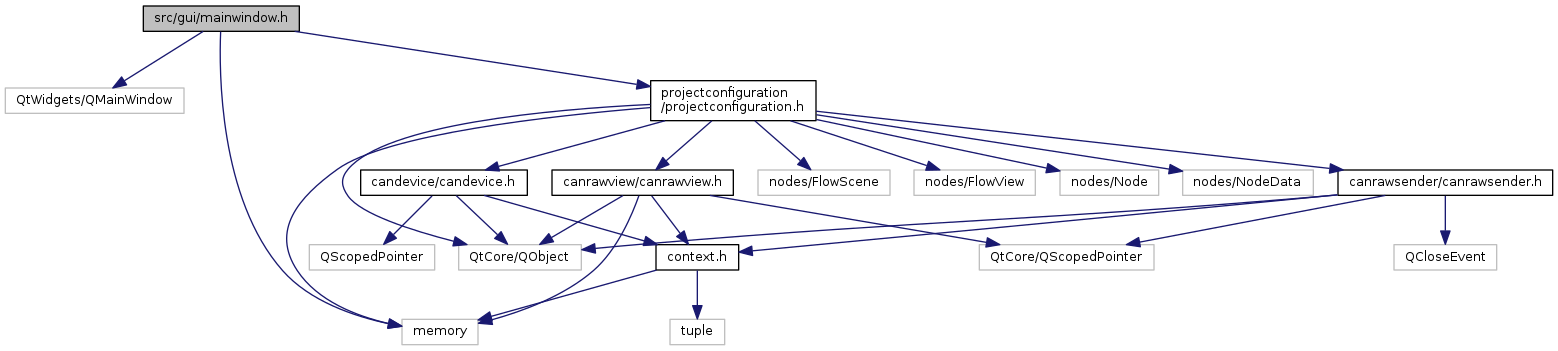 src/gui/mainwindow.h
QtWidgets/QMainWindow
projectconfiguration
/projectconfiguration.h
candevice/candevice.h
canrawview/canrawview.h
nodes/FlowScene
nodes/FlowView
nodes/Node
nodes/NodeData
canrawsender/canrawsender.h
QScopedPointer
QtCore/QObject
context.h
QtCore/QScopedPointer
QCloseEvent
memory
tuple